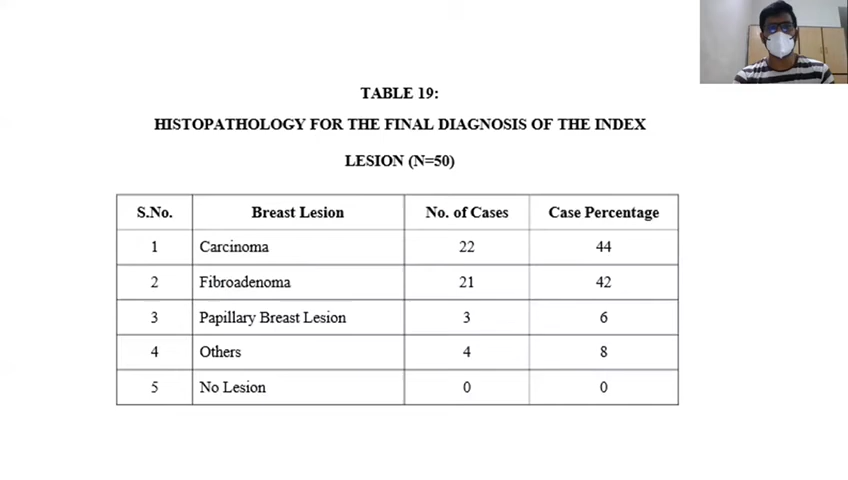 TABLE 19:
HISTOPATHOLOGY FOR THE FINAL DIAGNOSIS OF THE INDEX
LESION (N=50)
S.No. Breast Lesion No. of Cases Case Percentage
1 Carcinoma 22 44
2 Fibroadenoma 21 42
3 Papillary Breast Lesion 3 6
4 Others 4 8
5 No Lesion 0 0